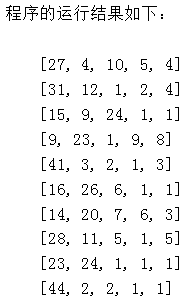 程序的运行结果如下：
[27, 4, 10, 5, 4]
[31, 12, 1, 2, 4]
[15, 9, 24, 1, 1]
[9, 23, 1, 9, 8]
[41, 3, 2, 1, 3]
[16, 26, 6, 1, 1]
[14, 20, 7, 6, 3]
[28, 11, 5, 1, 5]
[23, 24, 1, 1, 1]
[44, 2, 2, 1, 1]